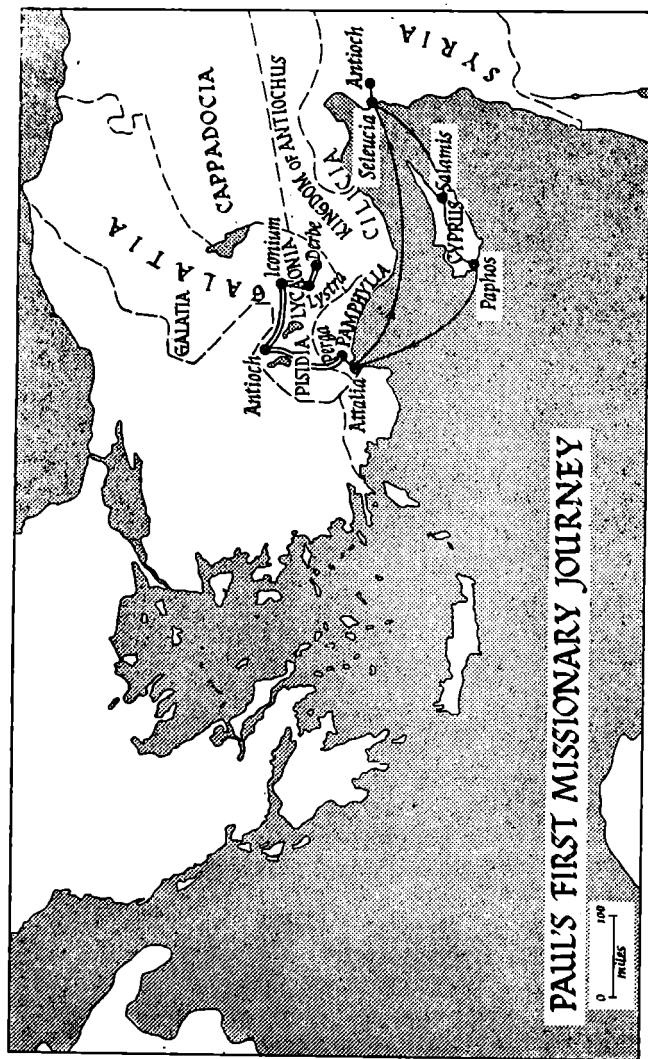 CAPPADOCIA
GALATIA
GALATIA
KINGDOM OF ANTIOCHUS
CILICIA
SYRIA
Antioch
Iconium
LYCAONIA
Derbe
Lystra
PISIDIA
Perga
PAMPHYLIA
Attalia
Antioch
Seleucia
Salamis
CYPRUS
Paphos
PAUL'S FIRST MISSIONARY JOURNEY
0 100
miles